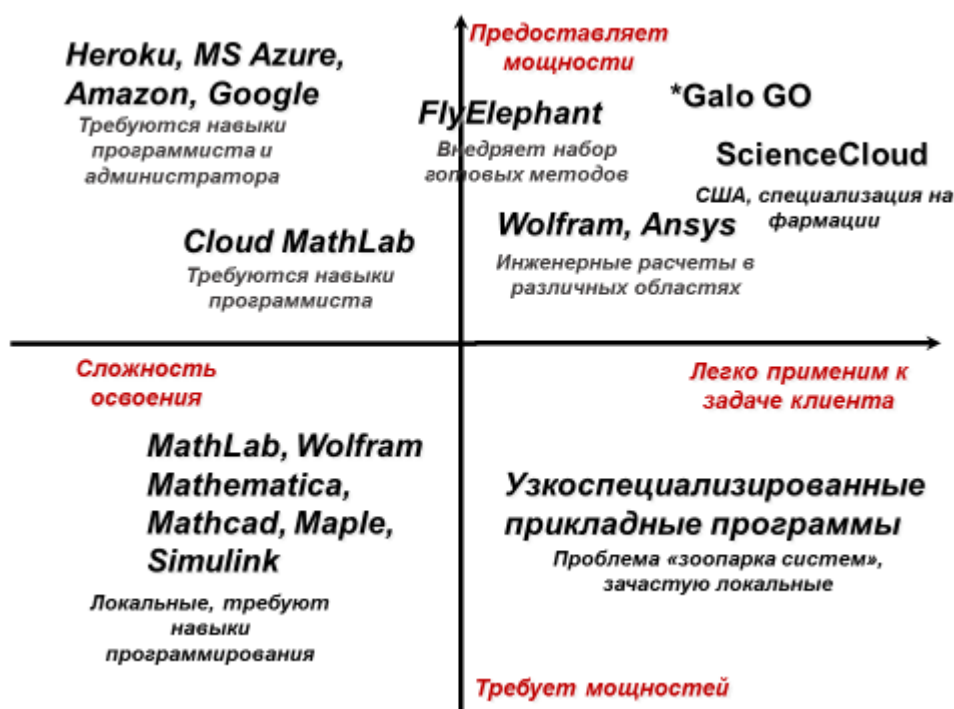 Предоставляет
мощности
Heroku, MS Azure,
Amazon, Google
Требуются навыки
программиста и
администратора
FlyElephant
Внедряет набор
готовых методов
*Galo GO
ScienceCloud
США, специализация на
фармации
Cloud MathLab
Требуются навыки
программиста
Wolfram, Ansys
Инженерные расчеты в
различных областях
Сложность
освоения
Легко применим к
задаче клиента
MathLab, Wolfram
Mathematica,
Mathcad, Maple,
Simulink
Локальные, требуют
навыки
программирования
Узкоспециализированные
прикладные программы
Проблема «зоопарка систем»,
зачастую локальные
Требует мощностей